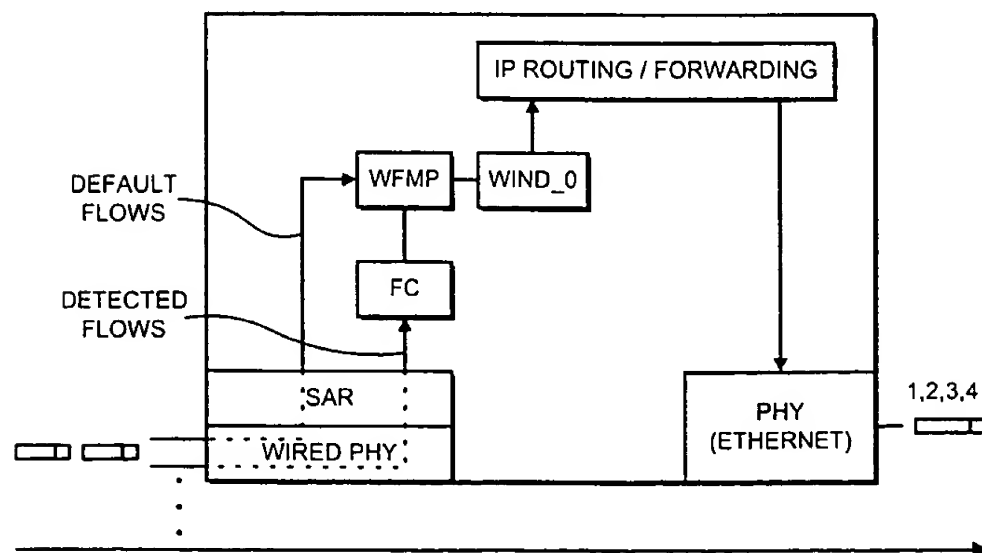 IP ROUTING / FORWARDING
DEFAULT
FLOWS
WFMP
WIND_0
FC
DETECTED
FLOWS
SAR
WIRED PHY
PHY
(ETHERNET)
1,2,3,4